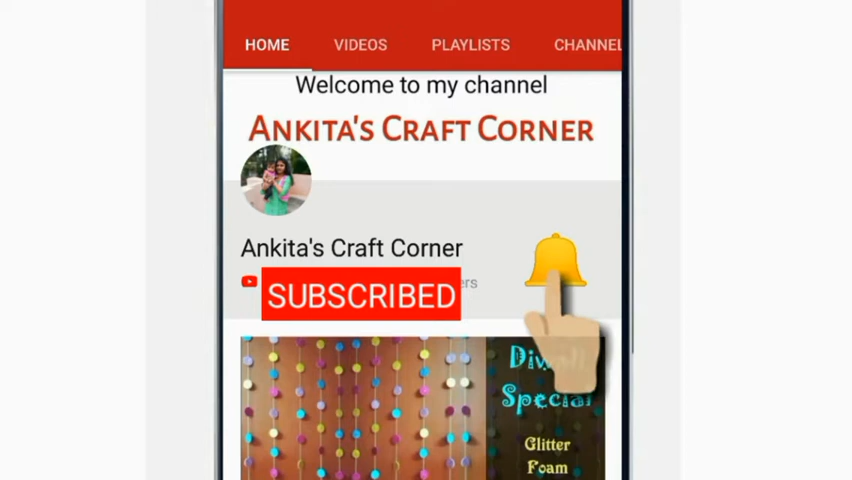 HOME VIDEOS PLAYLISTS CHANNEL
Welcome to my channel
ANKITA'S CRAFT CORNER
Ankita's Craft Corner
SUBSCRIBED
Special
Glitter
Foam